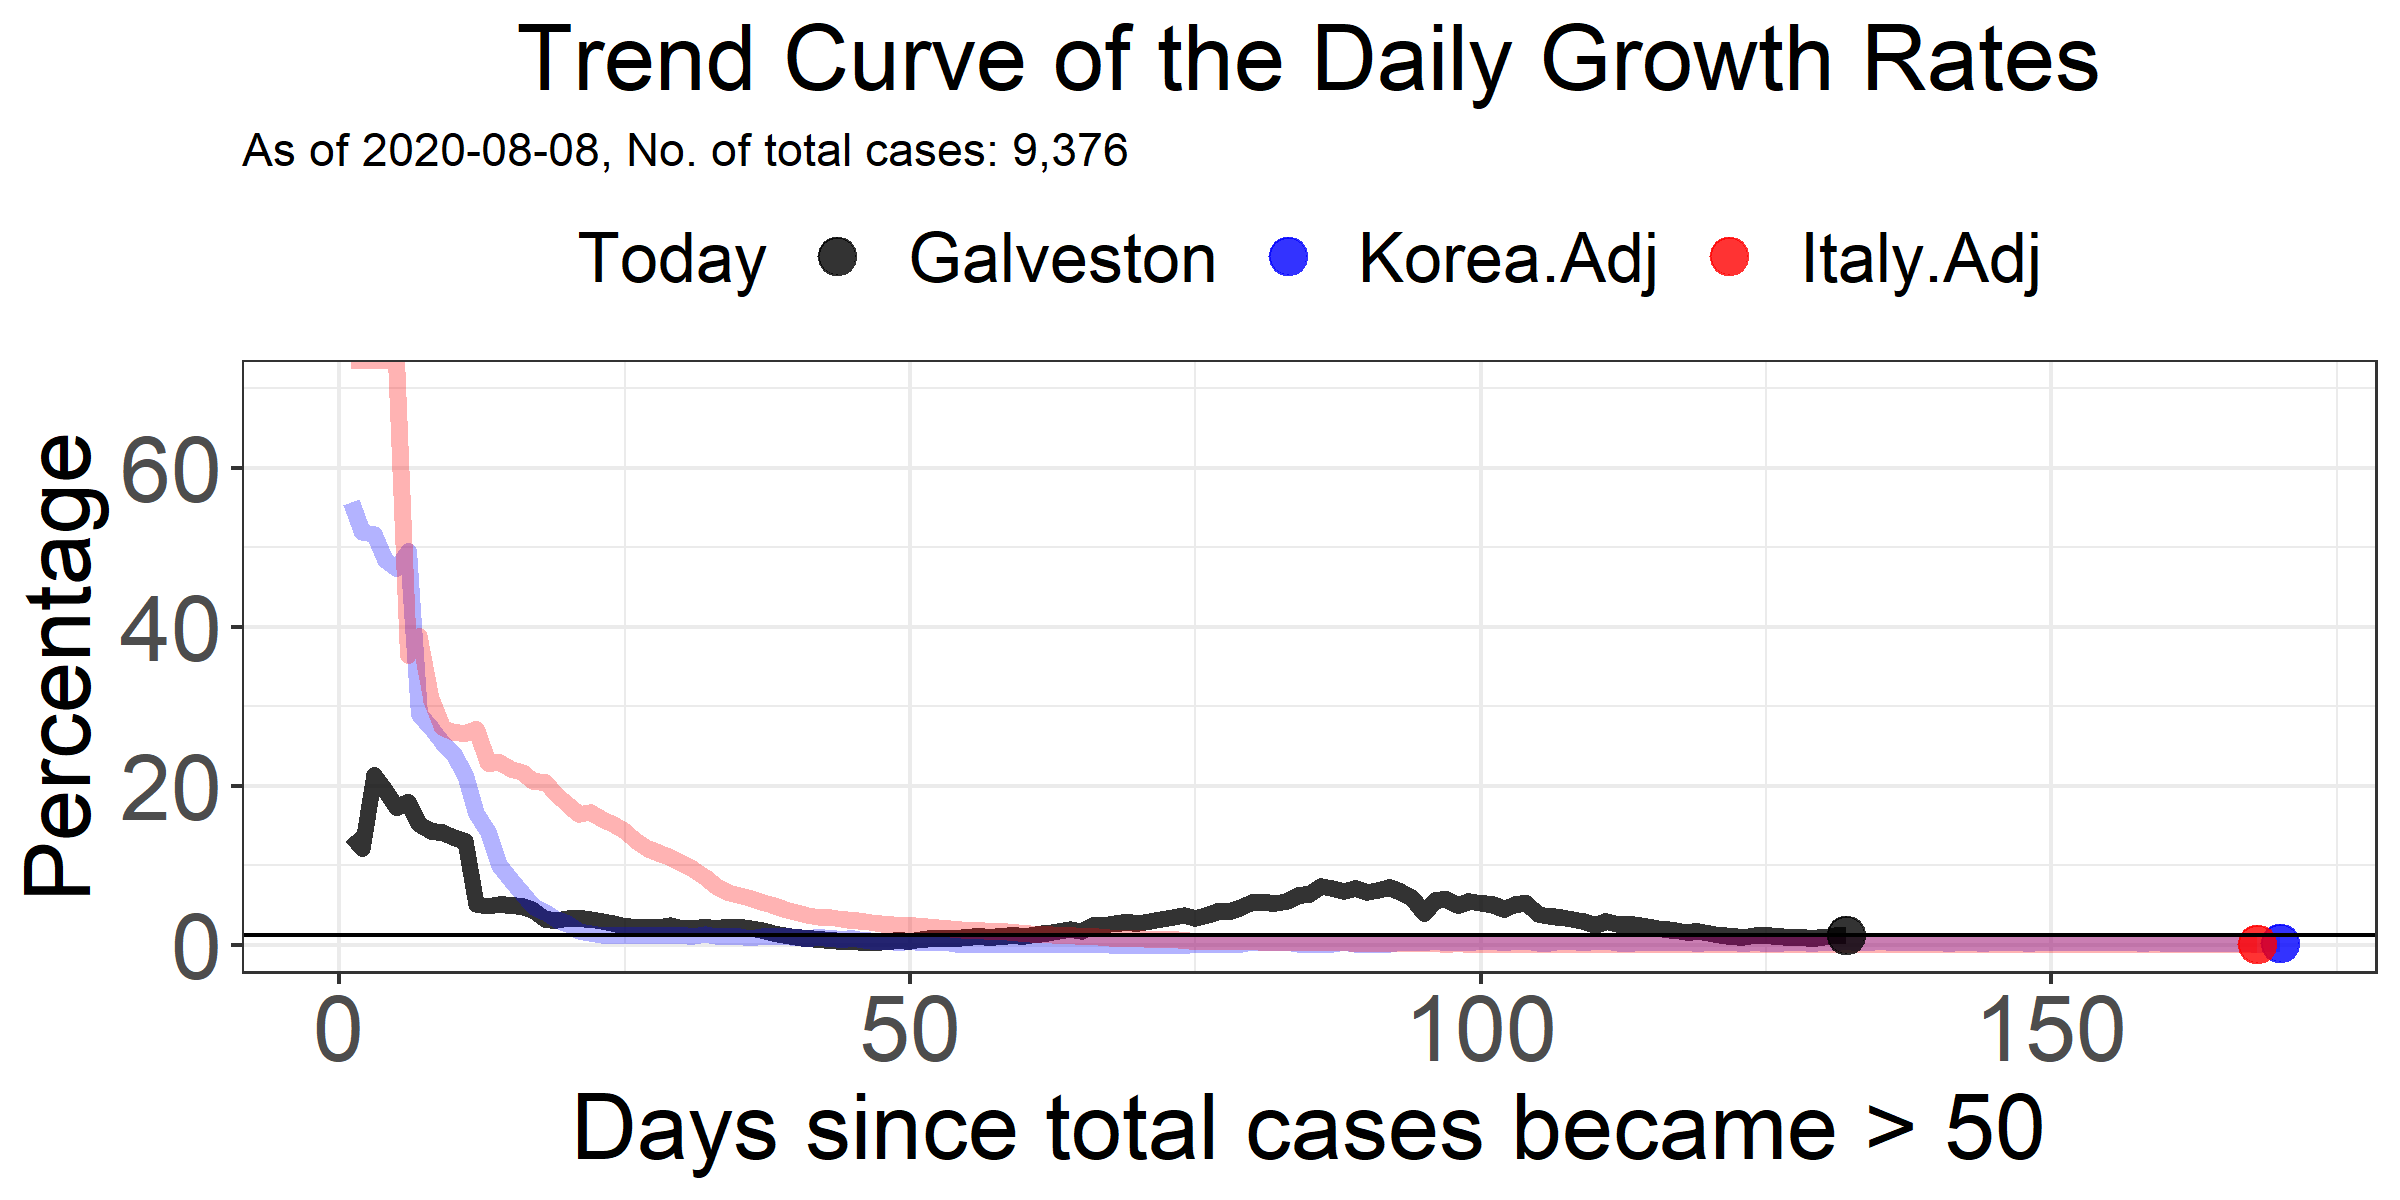 Trend Curve of the Daily Growth Rates
As of 2020-08-08, No. of total cases: 9,376
Today Galveston Korea.Adj Italy.Adj
Percentage
60
40
20
0
0 50 100 150
Days since total cases became > 50